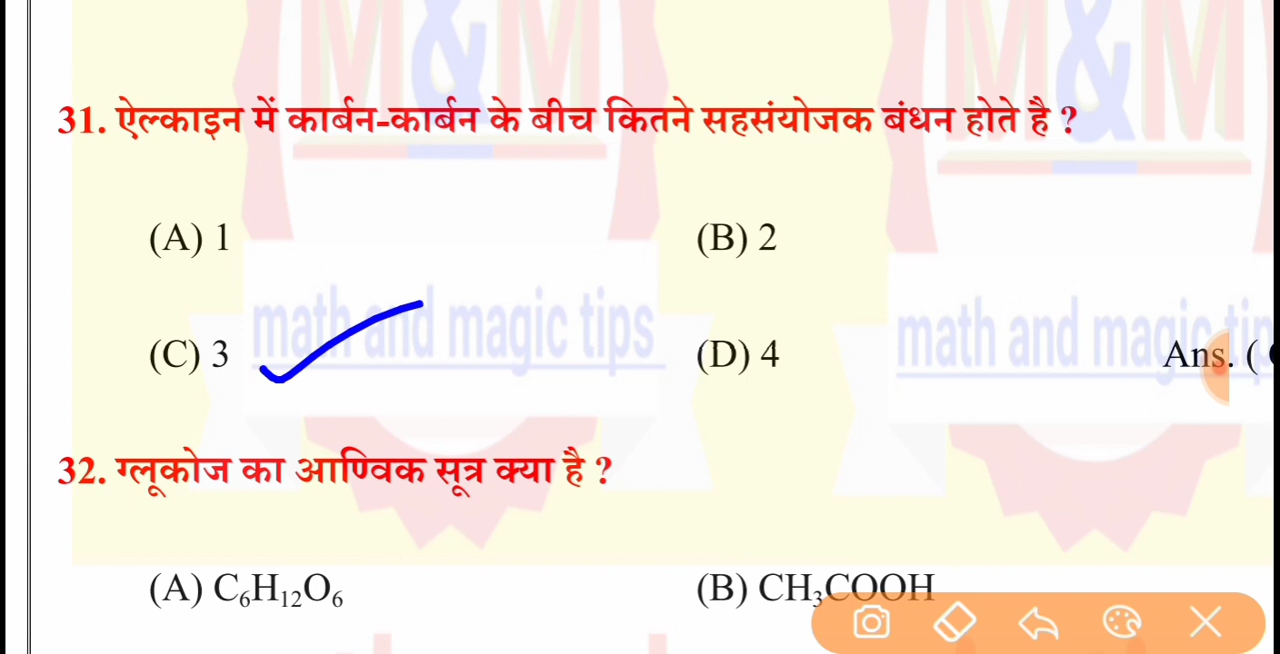 M&M M&M
31. ऐल्काइन में कार्बन-कार्बन के बीच कितने सहसंयोजक बंधन होते है ?
(A) 1 (B) 2
math and magic tips math and magic tip
(C) 3 (D) 4 Ans. (
32. ग्लूकोज का आण्विक सूत्र क्या है ?
(A) C₆H₁₂O₆ (B) CH₃COOH